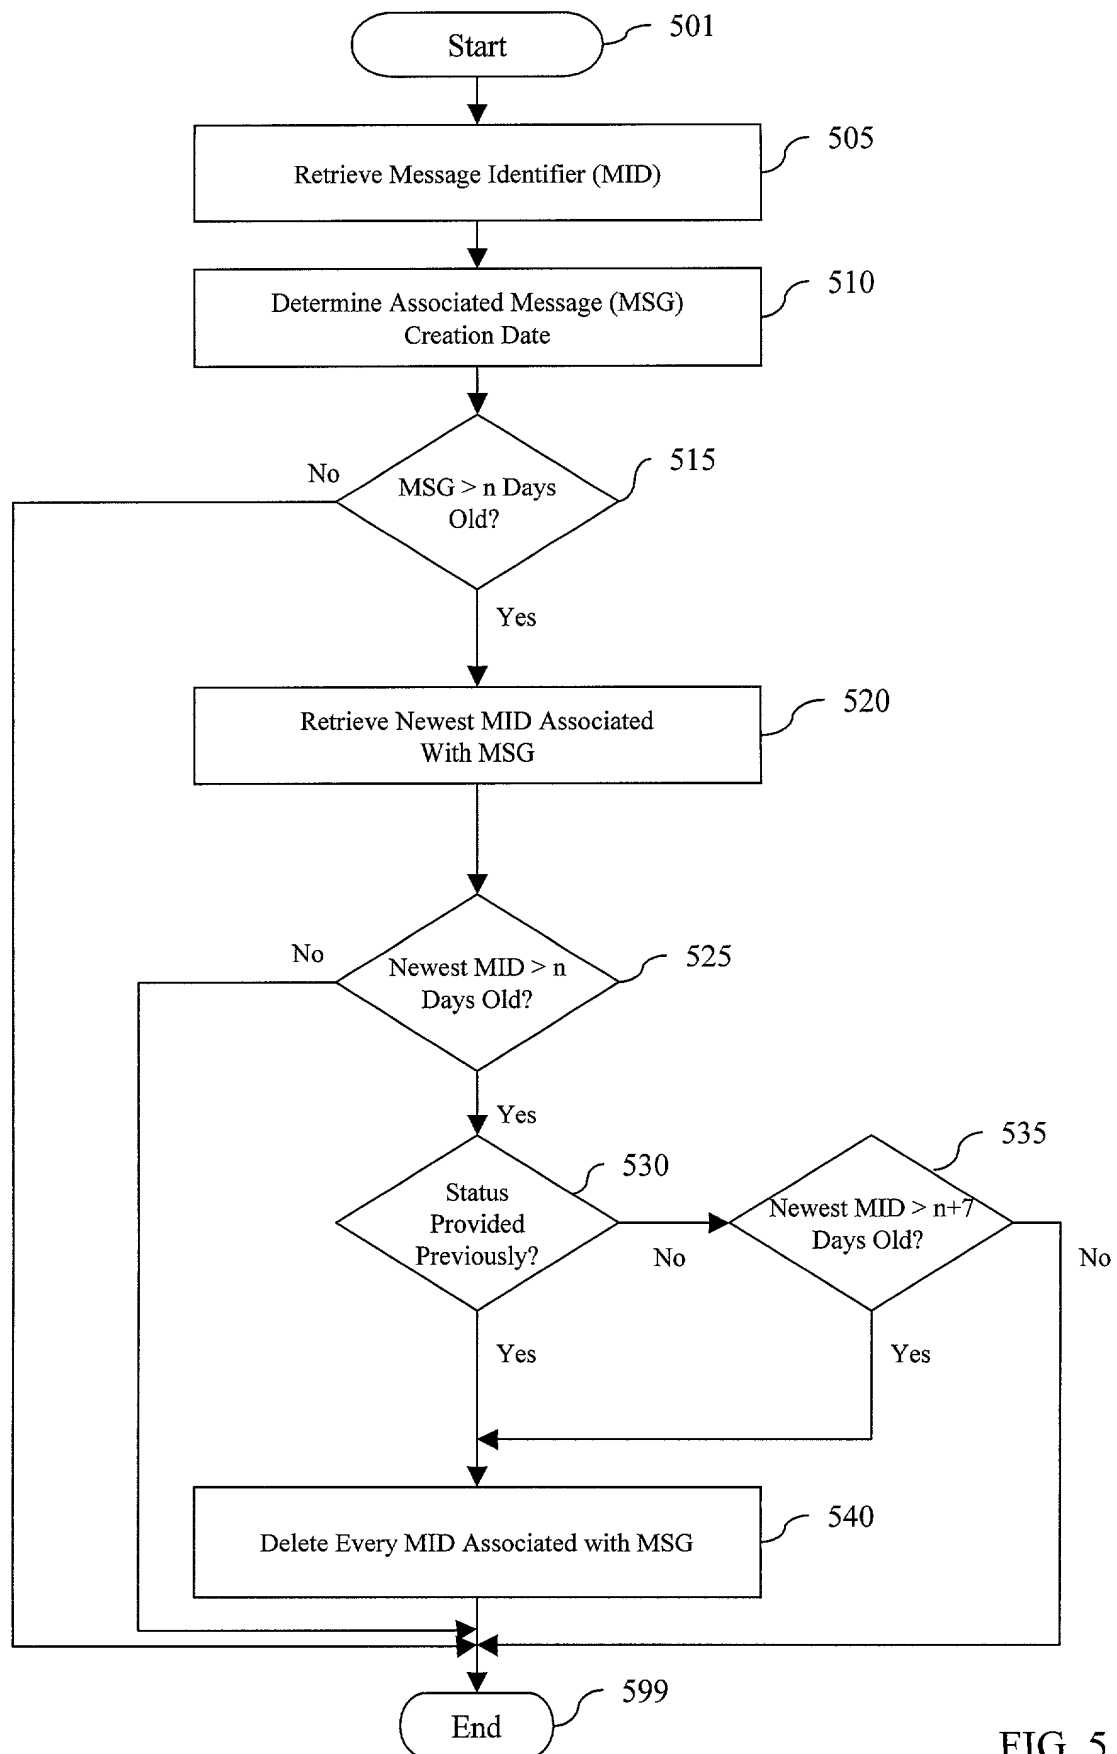 Start
501
Retrieve Message Identifier (MID)
505
Determine Associated Message (MSG)
Creation Date
510
No
MSG > n Days
Old?
515
Yes
Retrieve Newest MID Associated
With MSG
520
No
Newest MID > n
Days Old?
525
Yes
Status
Provided
Previously?
530
No
Newest MID > n+7
Days Old?
535
No
Yes
Yes
Delete Every MID Associated with MSG
540
End
599
FIG. 5